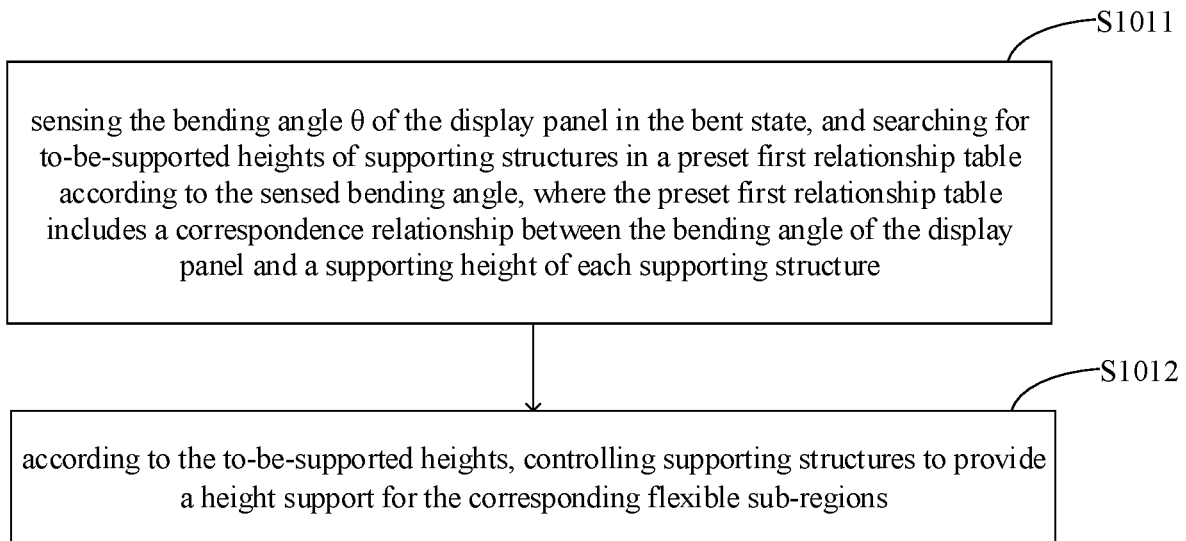 S1011
sensing the bending angle θ of the display panel in the bent state, and searching for
to-be-supported heights of supporting structures in a preset first relationship table
according to the sensed bending angle, where the preset first relationship table
includes a correspondence relationship between the bending angle of the display
panel and a supporting height of each supporting structure
S1012
according to the to-be-supported heights, controlling supporting structures to provide
a height support for the corresponding flexible sub-regions